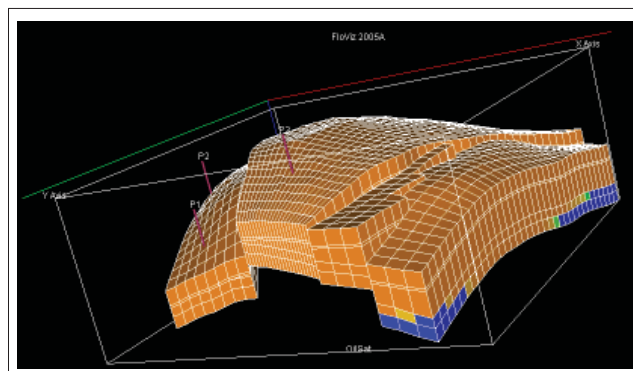 FloViz 2005A
X Axis
P3
P2
Y Axis
P1
OilSat